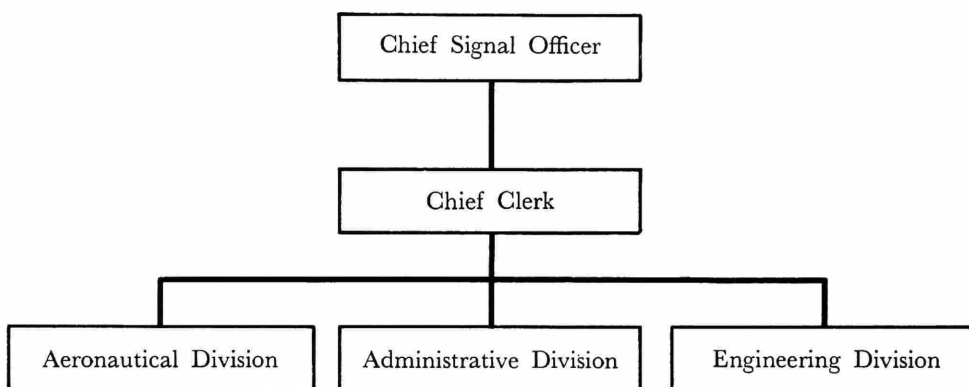 Chief Signal Officer
Chief Clerk
Aeronautical Division
Administrative Division
Engineering Division